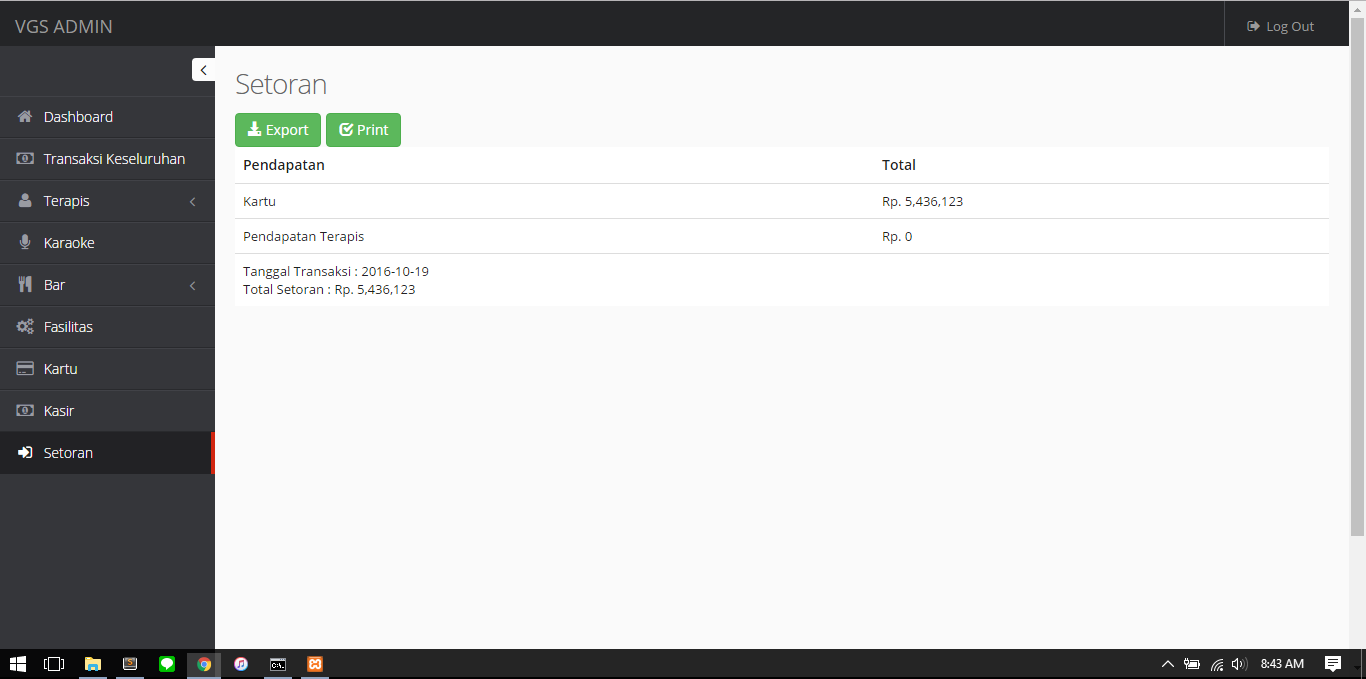 VGS ADMIN
Log Out
Dashboard
Transaksi Keseluruhan
Terapis
Karaoke
Bar
Fasilitas
Kartu
Kasir
Setoran
Setoran
Export Print
Pendapatan Total
Kartu Rp. 5,436,123
Pendapatan Terapis Rp. 0
Tanggal Transaksi : 2016-10-19
Total Setoran : Rp. 5,436,123
8:43 AM